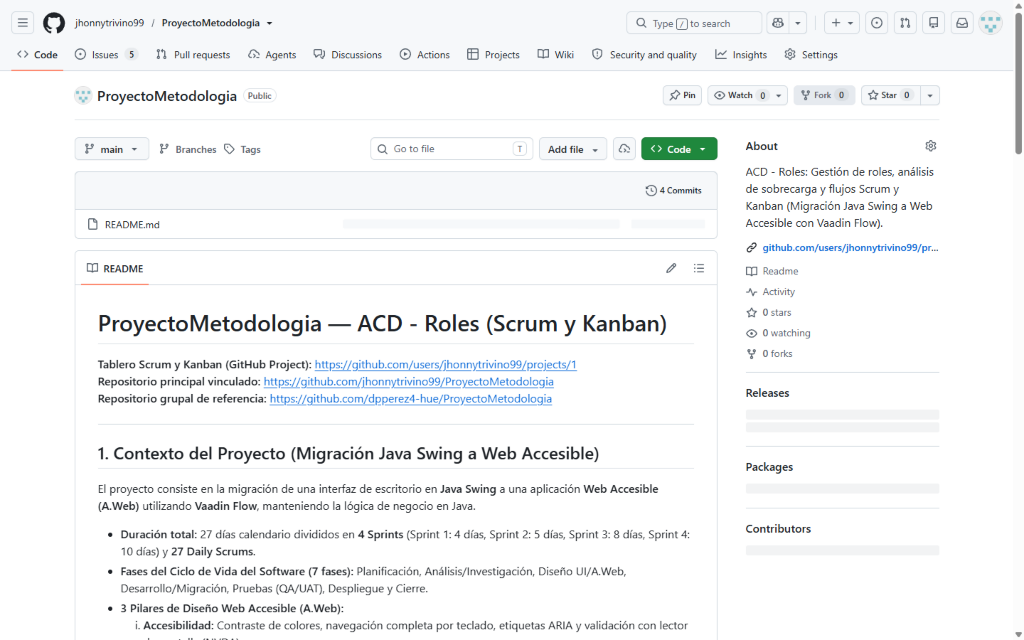 jhonnytrivino99 / ProyectoMetodologia
Type / to search
Code
Issues 5
Pull requests
Agents
Discussions
Actions
Projects
Wiki
Security and quality
Insights
Settings
ProyectoMetodologia Public
Pin
Watch 0
Fork 0
Star 0
main
Branches
Tags
Go to file T
Add file
Code
4 Commits
README.md
README
ProyectoMetodologia — ACD - Roles (Scrum y Kanban)
Tablero Scrum y Kanban (GitHub Project): https://github.com/users/jhonnytrivino99/projects/1
Repositorio principal vinculado: https://github.com/jhonnytrivino99/ProyectoMetodologia
Repositorio grupal de referencia: https://github.com/dpperez4-hue/ProyectoMetodologia
1. Contexto del Proyecto (Migración Java Swing a Web Accesible)
El proyecto consiste en la migración de una interfaz de escritorio en Java Swing a una aplicación Web Accesible
(A.Web) utilizando Vaadin Flow, manteniendo la lógica de negocio en Java.
• Duración total: 27 días calendario divididos en 4 Sprints (Sprint 1: 4 días, Sprint 2: 5 días, Sprint 3: 8 días, Sprint 4:
10 días) y 27 Daily Scrums.
• Fases del Ciclo de Vida del Software (7 fases): Planificación, Análisis/Investigación, Diseño UI/A.Web,
Desarrollo/Migración, Pruebas (QA/UAT), Despliegue y Cierre.
• 3 Pilares de Diseño Web Accesible (A.Web):
i. Accesibilidad: Contraste de colores, navegación completa por teclado, etiquetas ARIA y validación con lector
About
ACD - Roles: Gestión de roles, análisis
de sobrecarga y flujos Scrum y
Kanban (Migración Java Swing a Web
Accesible con Vaadin Flow).
github.com/users/jhonnytrivino99/pr...
Readme
Activity
0 stars
0 watching
0 forks
Releases
Packages
Contributors